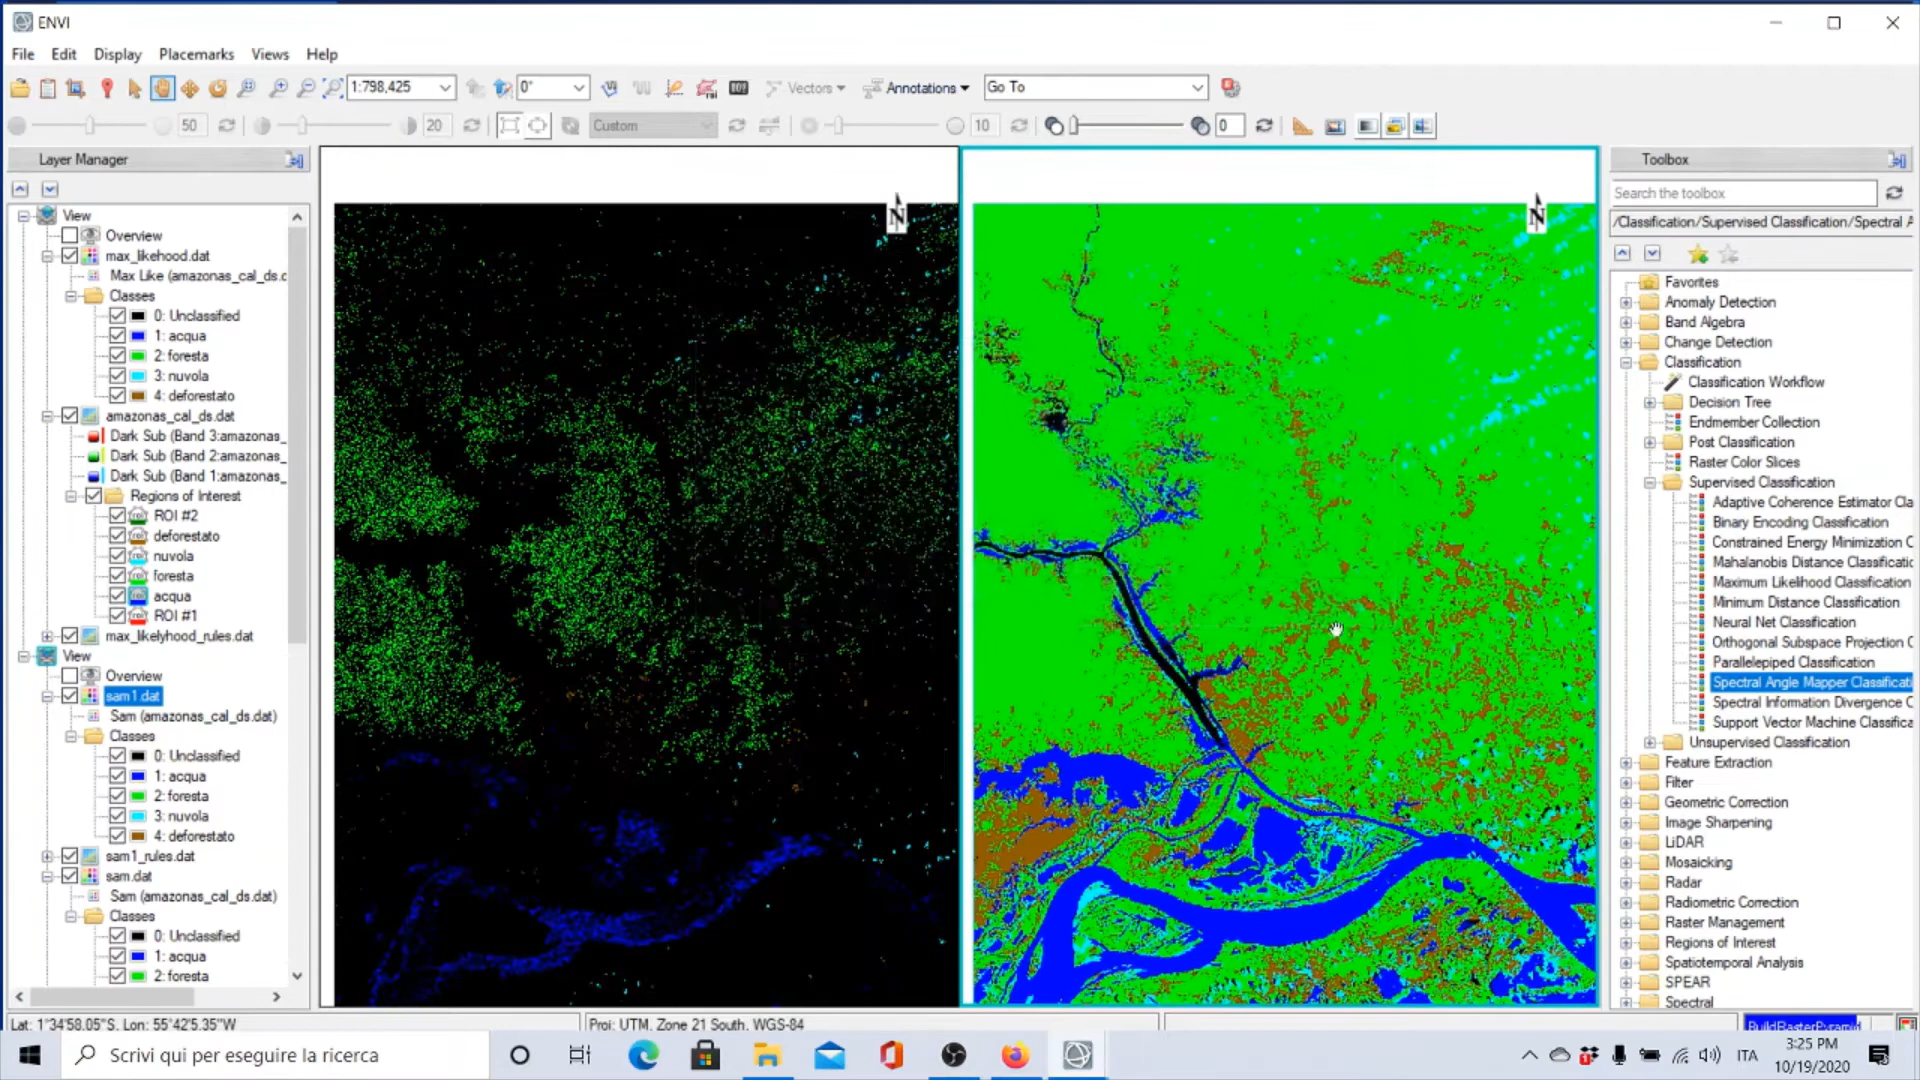 ENVI
File Edit Display Placemarks Views Help
1:798,425 0° Vectors Annotations Go To
50 20 Custom 10 0
Layer Manager
View
Overview
max_likehood.dat
Max Like (amazonas_cal_ds.c
Classes
0: Unclassified
1: acqua
2: foresta
3: nuvola
4: deforestato
amazonas_cal_ds.dat
Dark Sub (Band 3:amazonas_
Dark Sub (Band 2:amazonas_
Dark Sub (Band 1:amazonas_
Regions of Interest
ROI #2
deforestato
nuvola
foresta
acqua
ROI #1
max_likelyhood_rules.dat
View
Overview
sam1.dat
Sam (amazonas_cal_ds.dat)
Classes
0: Unclassified
1: acqua
2: foresta
3: nuvola
4: deforestato
sam1_rules.dat
sam.dat
Sam (amazonas_cal_ds.dat)
Classes
0: Unclassified
1: acqua
2: foresta
N
N
Toolbox
Search the toolbox
/Classification/Supervised Classification/Spectral A
Favorites
Anomaly Detection
Band Algebra
Change Detection
Classification
Classification Workflow
Decision Tree
Endmember Collection
Post Classification
Raster Color Slices
Supervised Classification
Adaptive Coherence Estimator Cla
Binary Encoding Classification
Constrained Energy Minimization C
Mahalanobis Distance Classificatic
Maximum Likelihood Classification
Minimum Distance Classification
Neural Net Classification
Orthogonal Subspace Projection C
Parallelepiped Classification
Spectral Angle Mapper Classificati
Spectral Information Divergence C
Support Vector Machine Classifica
Unsupervised Classification
Feature Extraction
Filter
Geometric Correction
Image Sharpening
LiDAR
Mosaicking
Radar
Radiometric Correction
Raster Management
Regions of Interest
Spatiotemporal Analysis
SPEAR
Spectral
Lat: 1°34'58.05"S, Lon: 55°42'5.35"W
Proj: UTM, Zone 21 South, WGS-84
BuildRasterPyramid
Scrivi qui per eseguire la ricerca
ITA
3:25 PM
10/19/2020